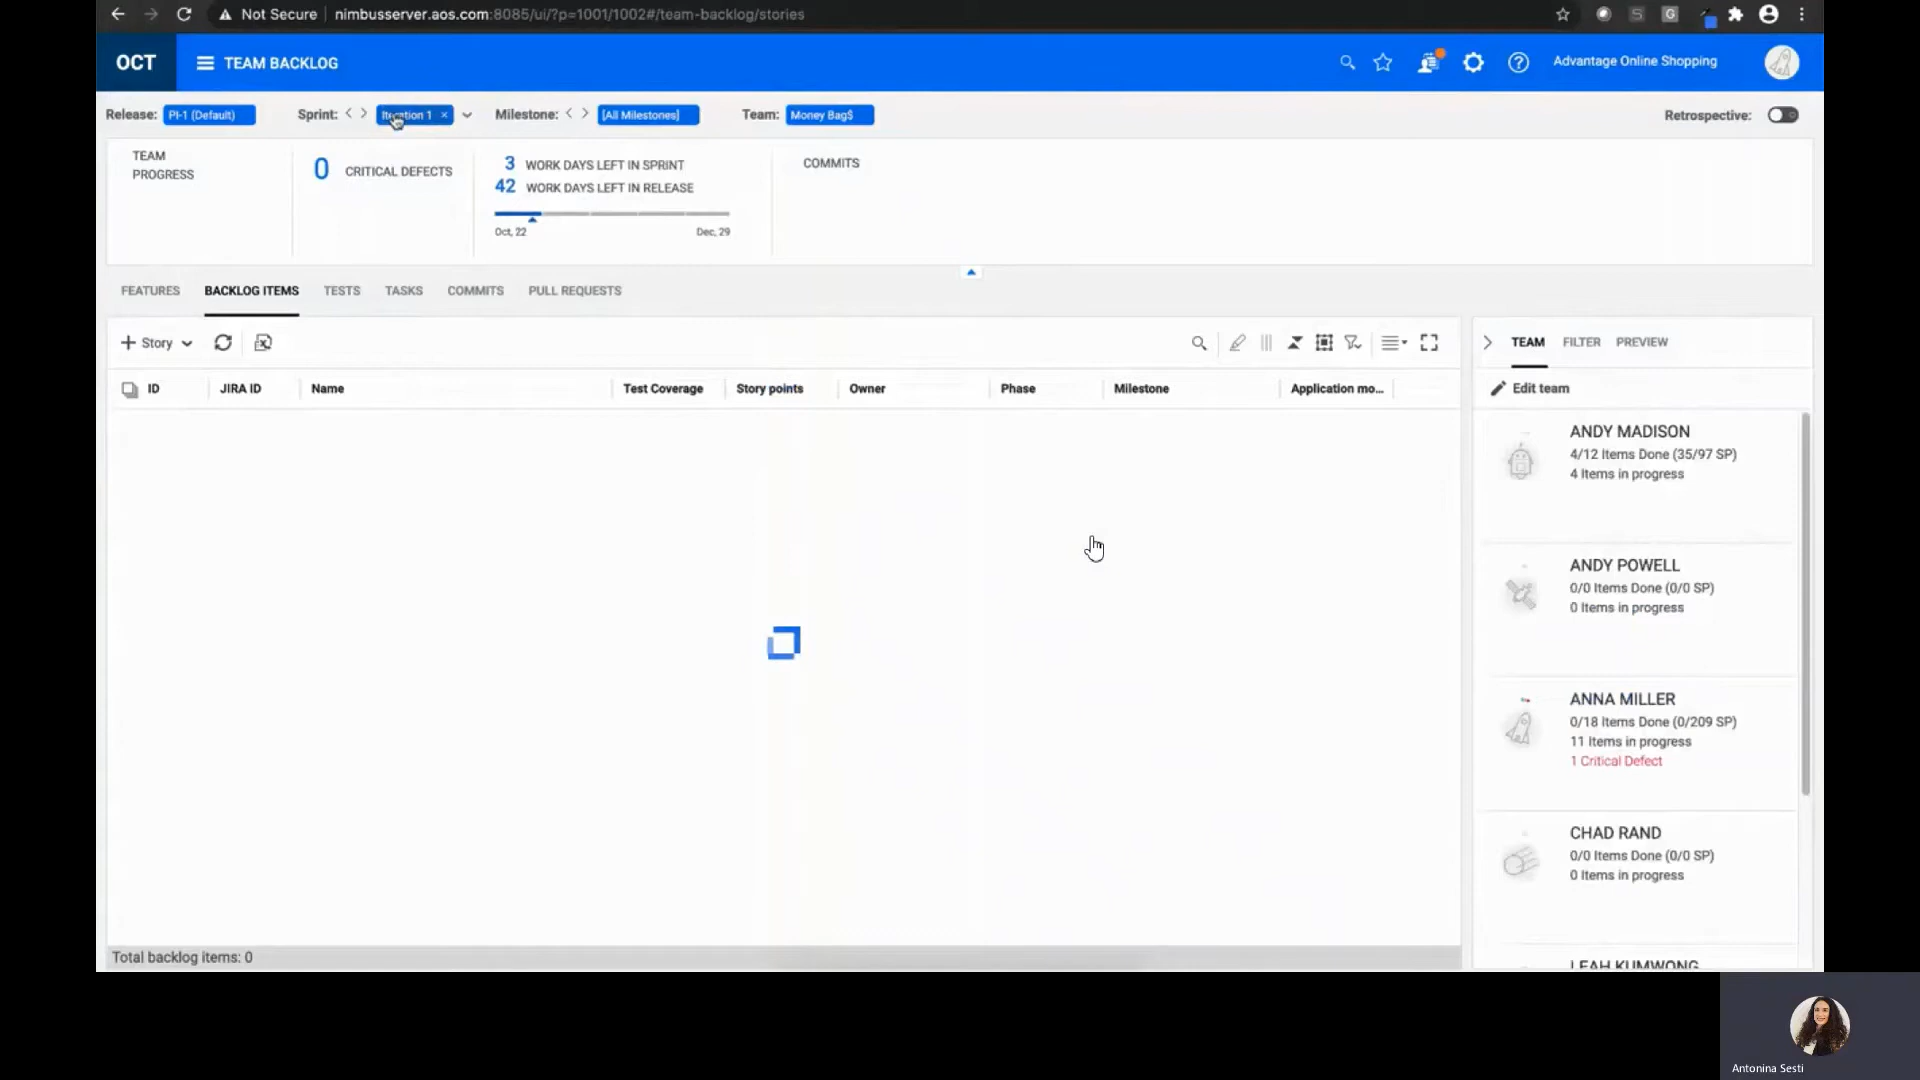 Not Secure | nimbusserver.aos.com:8085/ui/?p=1001/1002#/team-backlog/stories
OCT TEAM BACKLOG Advantage Online Shopping
Release: PI-1 (Default) Sprint: Iteration 1 × Milestone: [All Milestones] Team: Money Bag$ Retrospective:
TEAM PROGRESS
0 CRITICAL DEFECTS
3 WORK DAYS LEFT IN SPRINT
42 WORK DAYS LEFT IN RELEASE
Oct, 22 Dec, 29
COMMITS
FEATURES BACKLOG ITEMS TESTS TASKS COMMITS PULL REQUESTS
+ Story
ID JIRA ID Name Test Coverage Story points Owner Phase Milestone Application mo...
Total backlog items: 0
TEAM FILTER PREVIEW
Edit team
ANDY MADISON
4/12 Items Done (35/97 SP)
4 Items in progress
ANDY POWELL
0/0 Items Done (0/0 SP)
0 Items in progress
ANNA MILLER
0/18 Items Done (0/209 SP)
11 Items in progress
1 Critical Defect
CHAD RAND
0/0 Items Done (0/0 SP)
0 Items in progress
LEAH KUMWONG
Antonina Sesti